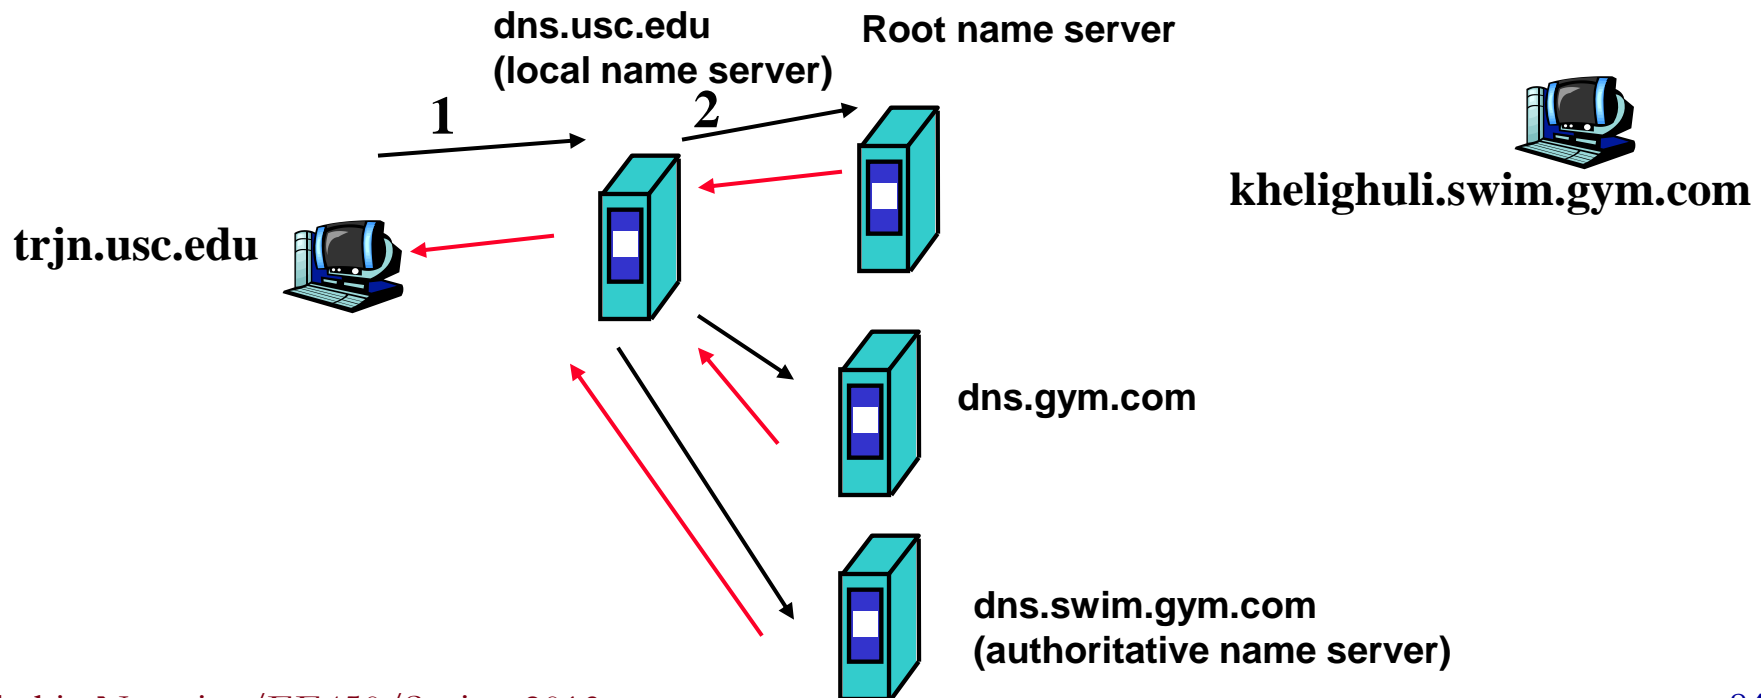 dns.usc.edu
(local name server)
Root name server
1
2
khelighuli.swim.gym.com
trjn.usc.edu
dns.gym.com
dns.swim.gym.com
(authoritative name server)